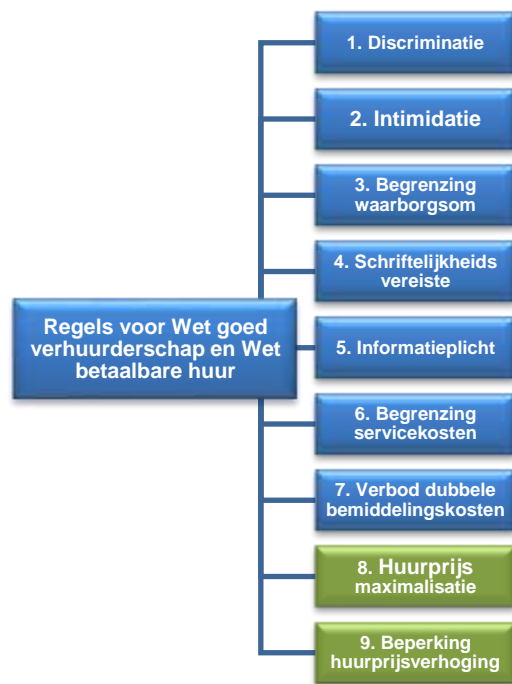 1. Discriminatie
2. Intimidatie
3. Begrenzing
waarborgsom
4. Schriftelijkheids
vereiste
Regels voor Wet goed
verhuurderschap en Wet
betaalbare huur
5. Informatieplicht
6. Begrenzing
servicekosten
7. Verbod dubbele
bemiddelingskosten
8. Huurprijs
maximalisatie
9. Beperking
huurprijsverhoging